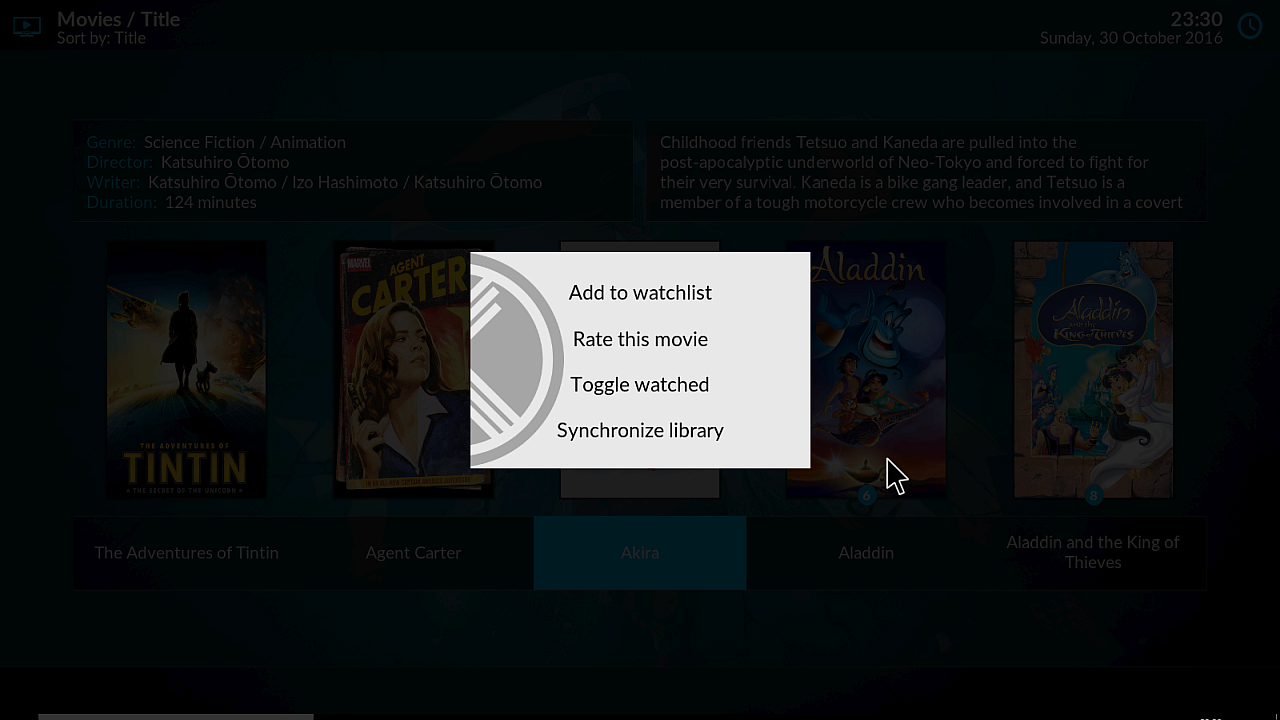 Movies / Title
Sort by: Title
23:30
Sunday, 30 October 2016
Genre: Science Fiction / Animation
Director: Katsuhiro Ōtomo
Writer: Katsuhiro Ōtomo / Izo Hashimoto / Katsuhiro Ōtomo
Duration: 124 minutes
Childhood friends Tetsuo and Kaneda are pulled into the
post-apocalyptic underworld of Neo-Tokyo and forced to fight for
their very survival. Kaneda is a bike gang leader, and Tetsuo is a
member of a tough motorcycle crew who becomes involved in a covert
THE ADVENTURES OF
TINTIN
THE SECRET OF THE UNICORN
MARVEL
AGENT
CARTER
Add to watchlist
Rate this movie
Toggle watched
Synchronize library
Aladdin
6
Aladdin
and the
KING OF THIEVES
8
The Adventures of Tintin
Agent Carter
Akira
Aladdin
Aladdin and the King of
Thieves